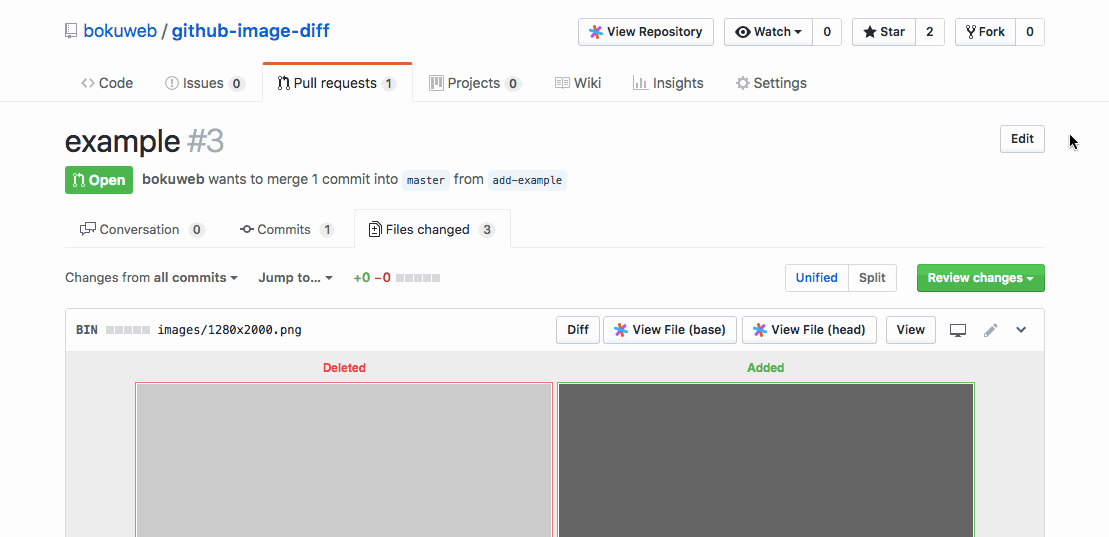 bokuweb / github-image-diff
View Repository Watch 0 Star 2 Fork 0
Code Issues 0 Pull requests 1 Projects 0 Wiki Insights Settings
example #3
Edit
Open bokuweb wants to merge 1 commit into master from add-example
Conversation 0 Commits 1 Files changed 3
Changes from all commits Jump to... +0 −0 Unified Split Review changes
BIN images/1280x2000.png Diff View File (base) View File (head) View
Deleted Added